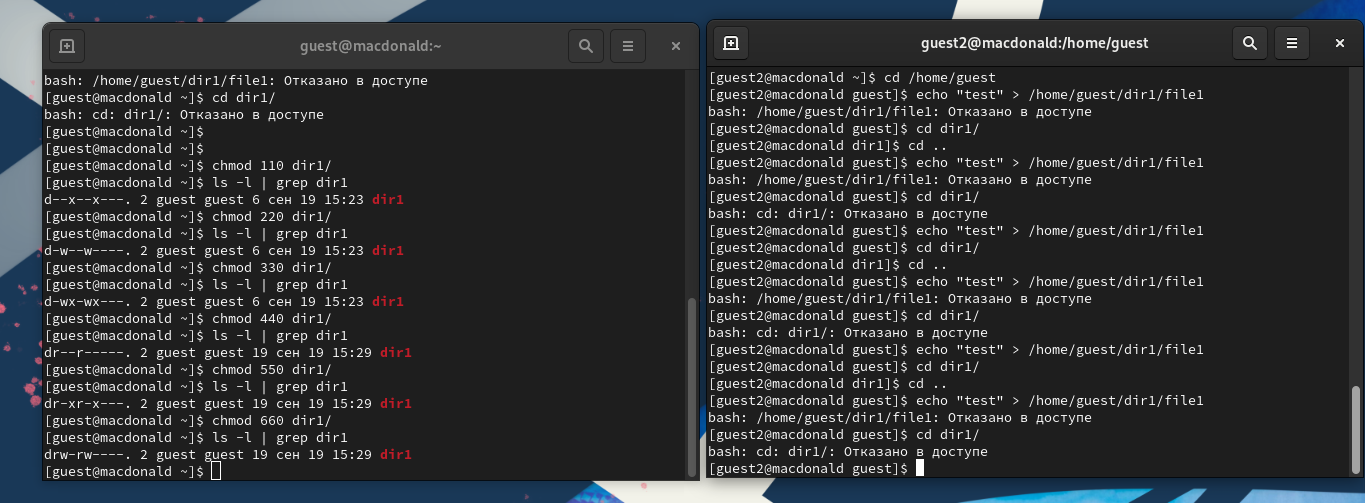 guest@macdonald:~
bash: /home/guest/dir1/file1: Отказано в доступе
[guest@macdonald ~]$ cd dir1/
bash: cd: dir1/: Отказано в доступе
[guest@macdonald ~]$
[guest@macdonald ~]$
[guest@macdonald ~]$ chmod 110 dir1/
[guest@macdonald ~]$ ls -l | grep dir1
d--x--x---. 2 guest guest 6 сен 19 15:23 dir1
[guest@macdonald ~]$ chmod 220 dir1/
[guest@macdonald ~]$ ls -l | grep dir1
d-w--w----. 2 guest guest 6 сен 19 15:23 dir1
[guest@macdonald ~]$ chmod 330 dir1/
[guest@macdonald ~]$ ls -l | grep dir1
d-wx-wx---. 2 guest guest 6 сен 19 15:23 dir1
[guest@macdonald ~]$ chmod 440 dir1/
[guest@macdonald ~]$ ls -l | grep dir1
dr--r-----. 2 guest guest 19 сен 19 15:29 dir1
[guest@macdonald ~]$ chmod 550 dir1/
[guest@macdonald ~]$ ls -l | grep dir1
dr-xr-x---. 2 guest guest 19 сен 19 15:29 dir1
[guest@macdonald ~]$ chmod 660 dir1/
[guest@macdonald ~]$ ls -l | grep dir1
drw-rw----. 2 guest guest 19 сен 19 15:29 dir1
[guest@macdonald ~]$
guest2@macdonald:/home/guest
[guest2@macdonald ~]$ cd /home/guest
[guest2@macdonald guest]$ echo "test" > /home/guest/dir1/file1
bash: /home/guest/dir1/file1: Отказано в доступе
[guest2@macdonald guest]$ cd dir1/
[guest2@macdonald dir1]$ cd ..
[guest2@macdonald guest]$ echo "test" > /home/guest/dir1/file1
bash: /home/guest/dir1/file1: Отказано в доступе
[guest2@macdonald guest]$ cd dir1/
bash: cd: dir1/: Отказано в доступе
[guest2@macdonald guest]$ echo "test" > /home/guest/dir1/file1
[guest2@macdonald guest]$ cd dir1/
[guest2@macdonald dir1]$ cd ..
[guest2@macdonald guest]$ echo "test" > /home/guest/dir1/file1
bash: /home/guest/dir1/file1: Отказано в доступе
[guest2@macdonald guest]$ cd dir1/
bash: cd: dir1/: Отказано в доступе
[guest2@macdonald guest]$ echo "test" > /home/guest/dir1/file1
[guest2@macdonald guest]$ cd dir1/
[guest2@macdonald dir1]$ cd ..
[guest2@macdonald guest]$ echo "test" > /home/guest/dir1/file1
bash: /home/guest/dir1/file1: Отказано в доступе
[guest2@macdonald guest]$ cd dir1/
bash: cd: dir1/: Отказано в доступе
[guest2@macdonald guest]$